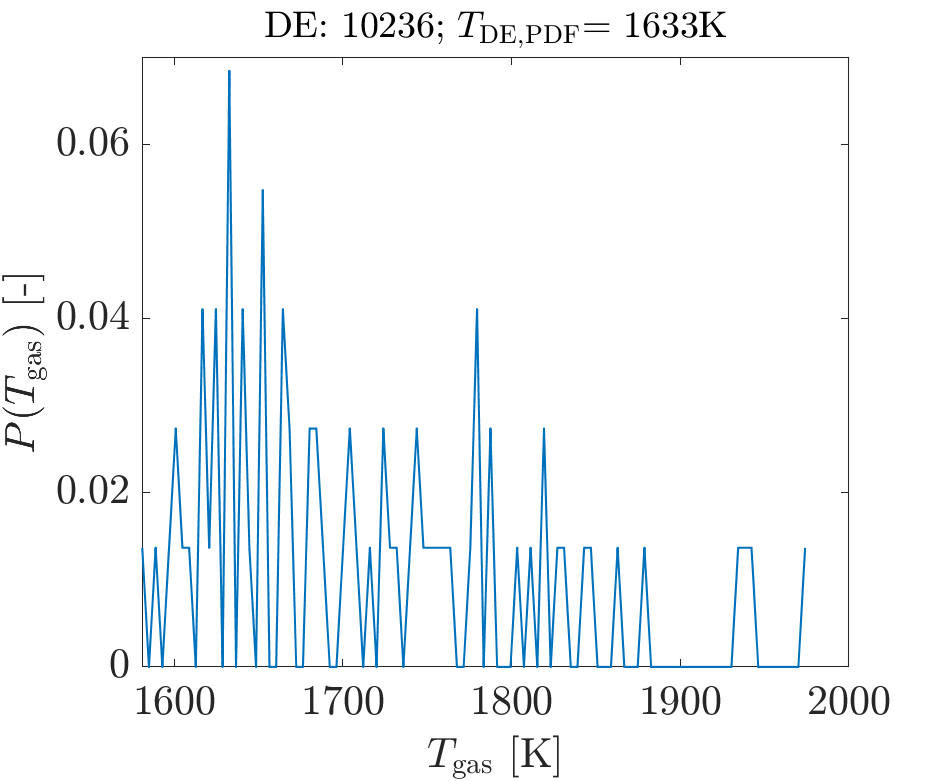 DE: 10236; T_DE,PDF= 1633K
0.06
0.04
0.02
0
P(T_gas) [-]
1600 1700 1800 1900 2000
T_gas [K]